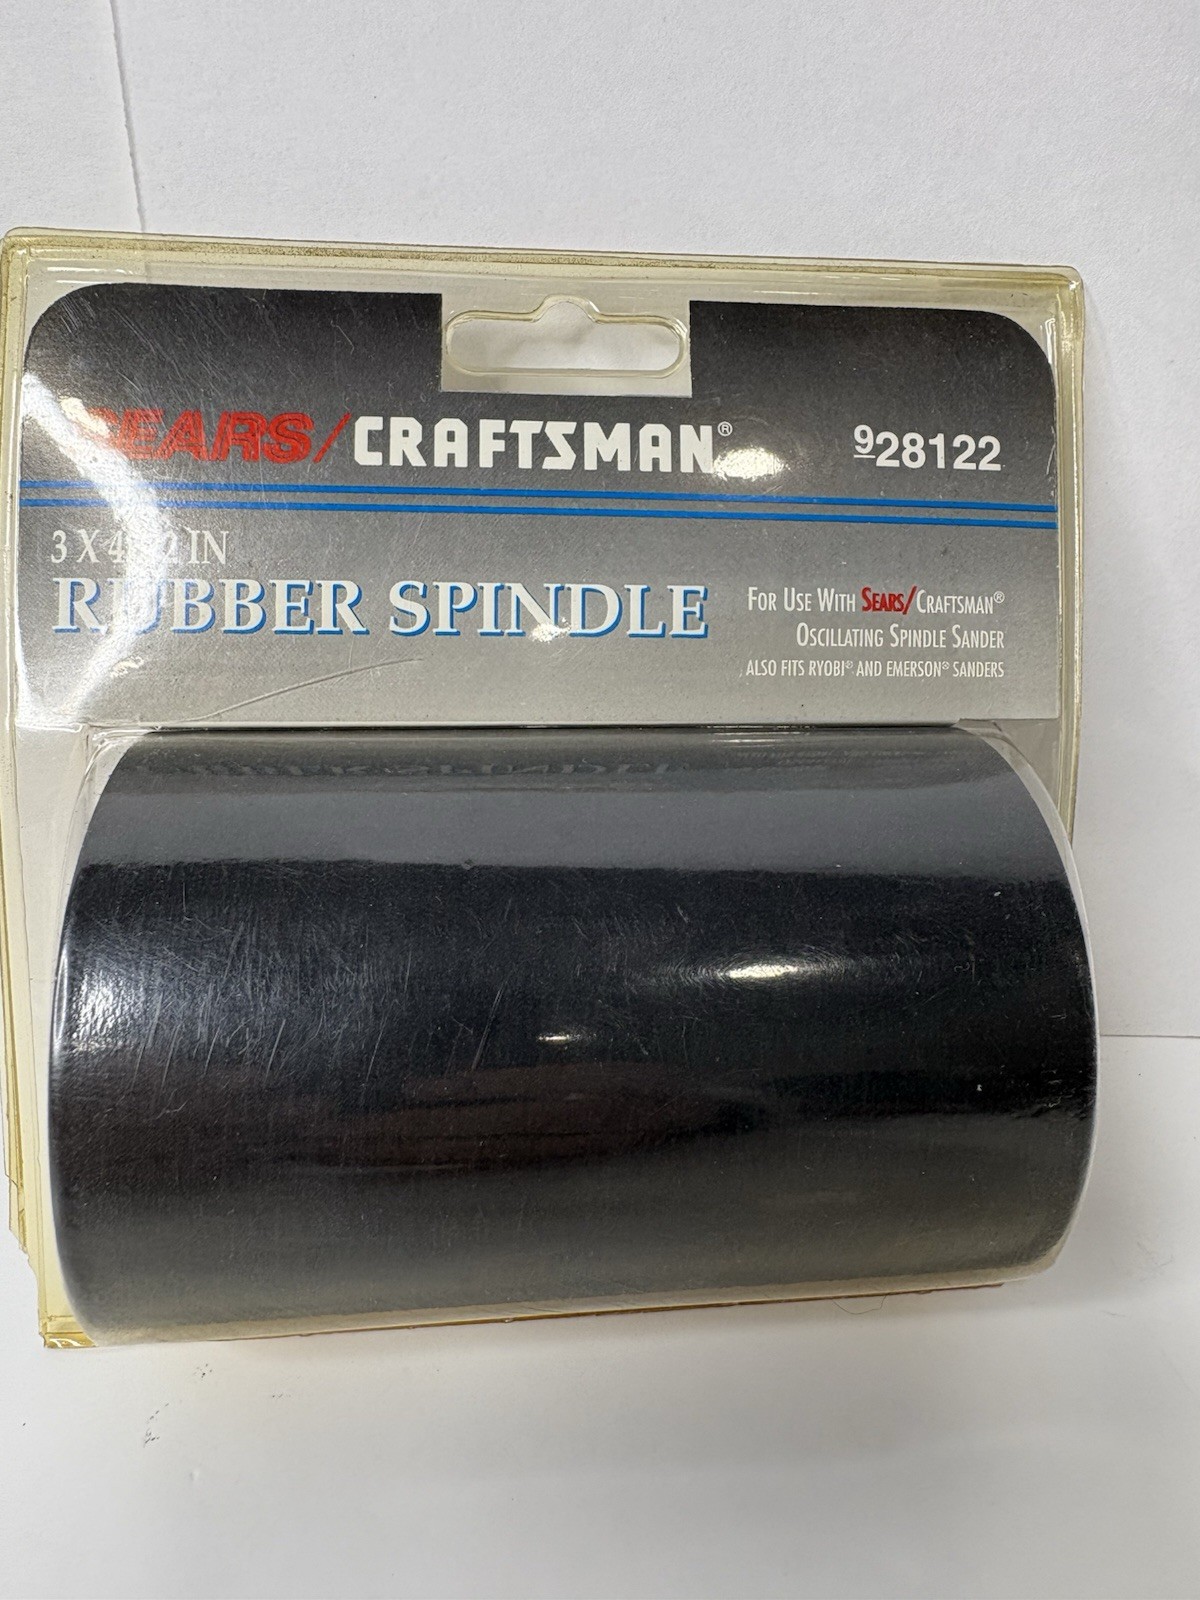 SEARS/CRAFTSMAN®
928122
3 X 4 1/2 IN
RUBBER SPINDLE
FOR USE WITH SEARS/CRAFTSMAN®
OSCILLATING SPINDLE SANDER
ALSO FITS RYOBI® AND EMERSON® SANDERS